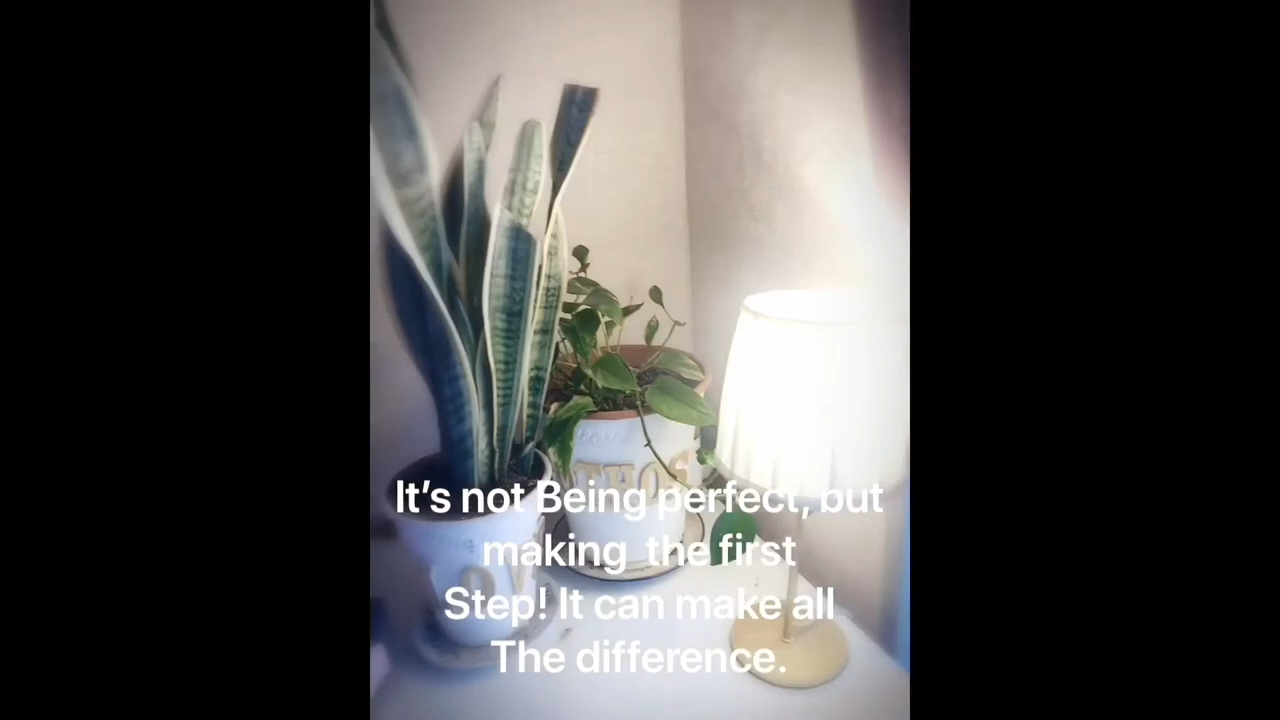 It’s not Being perfect, but
making  the first
Step! It can make all
The difference.